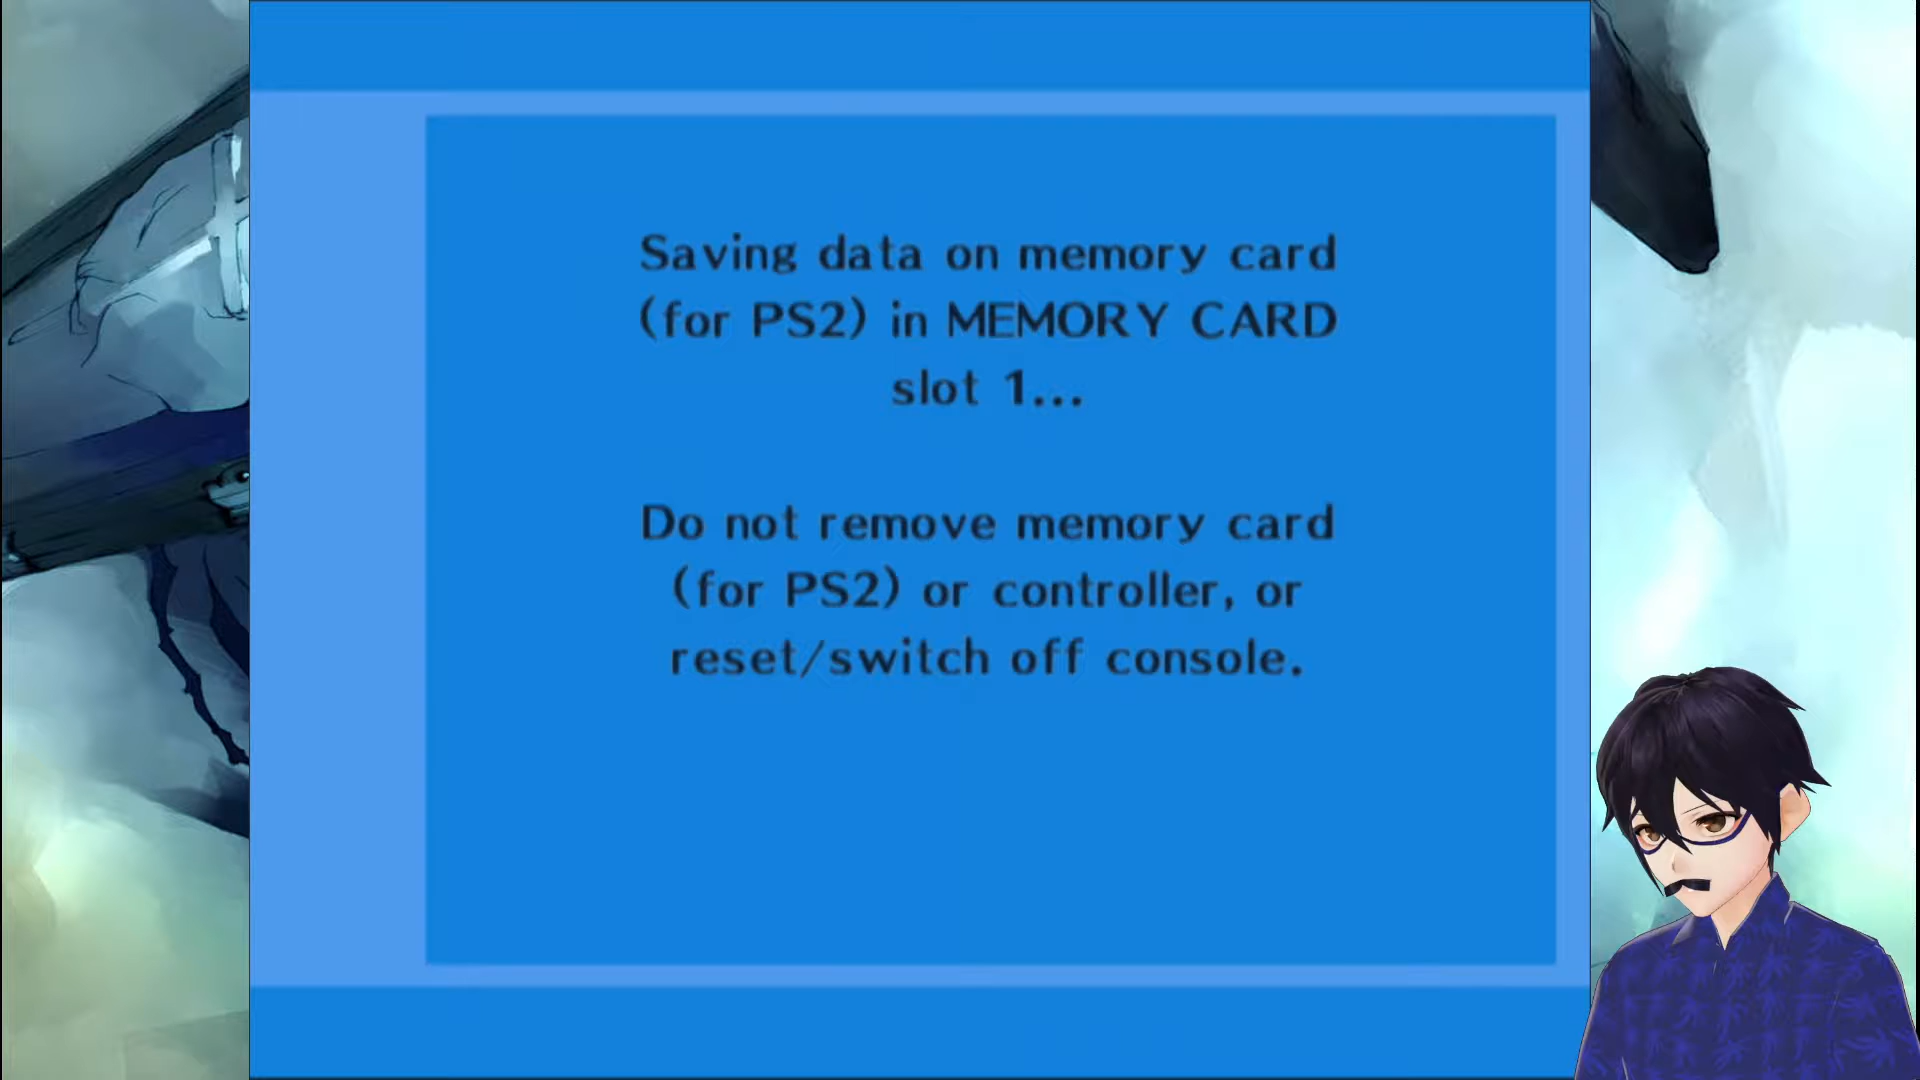 Saving data on memory card
(for PS2) in MEMORY CARD
slot 1...
Do not remove memory card
(for PS2) or controller, or
reset/switch off console.